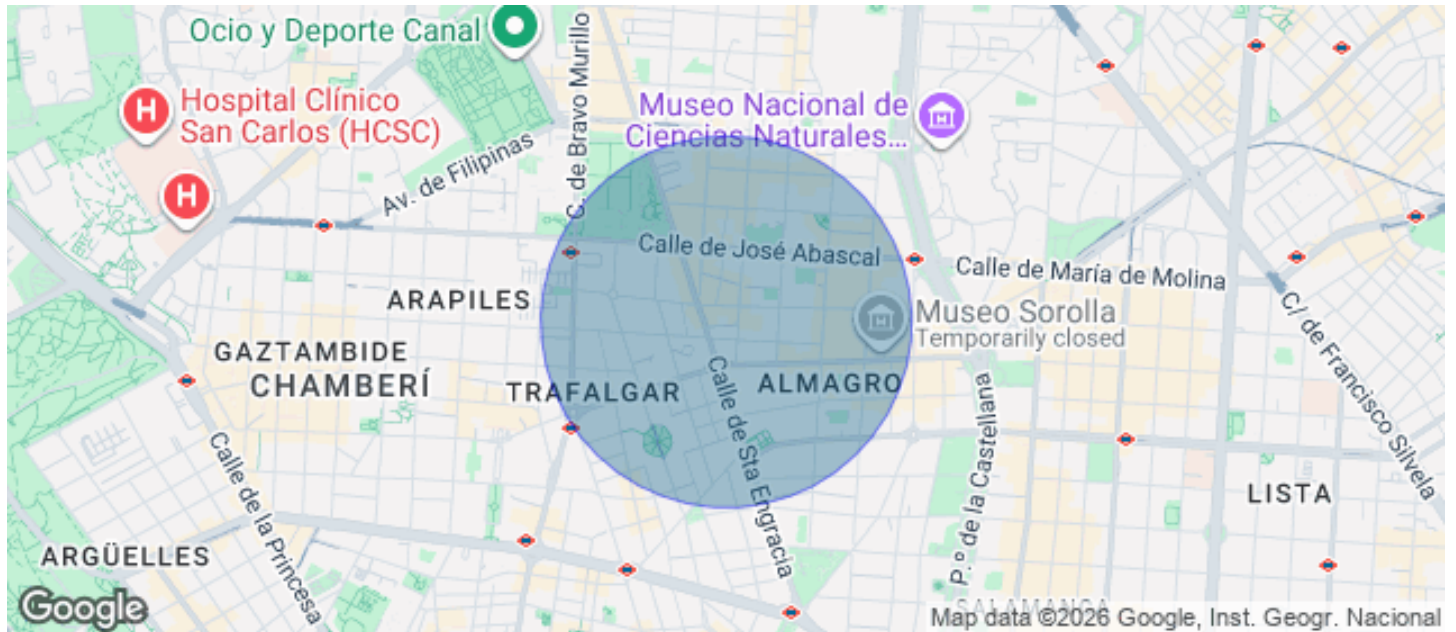 Ocio y Deporte Canal
C. de Bravo Murillo
Hospital Clínico
San Carlos (HCSC)
Museo Nacional de
Ciencias Naturales...
Av. de Filipinas
Calle de José Abascal
Calle de María de Molina
ARAPILES
Museo Sorolla
Temporarily closed
C/ de Francisco Silvela
GAZTAMBIDE
CHAMBERÍ
TRAFALGAR
ALMAGRO
Calle de Sta Engracia
P.º de la Castellana
Calle de la Princesa
LISTA
ARGÜELLES
SALAMANCA
Google
Map data ©2026 Google, Inst. Geogr. Nacional